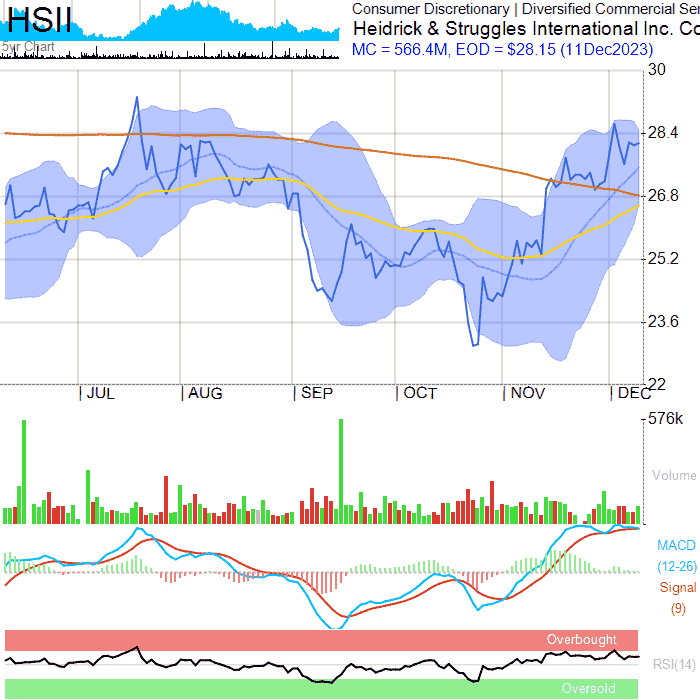 HSII
5yr Chart
Consumer Discretionary | Diversified Commercial Ser
Heidrick & Struggles International Inc. Co
MC = 566.4M, EOD = $28.15 (11Dec2023)
30
28.4
26.8
25.2
23.6
22
| JUL | AUG | SEP | OCT | NOV | DEC
576k
Volume
MACD
(12-26)
Signal
(9)
Overbought
RSI(14)
Oversold